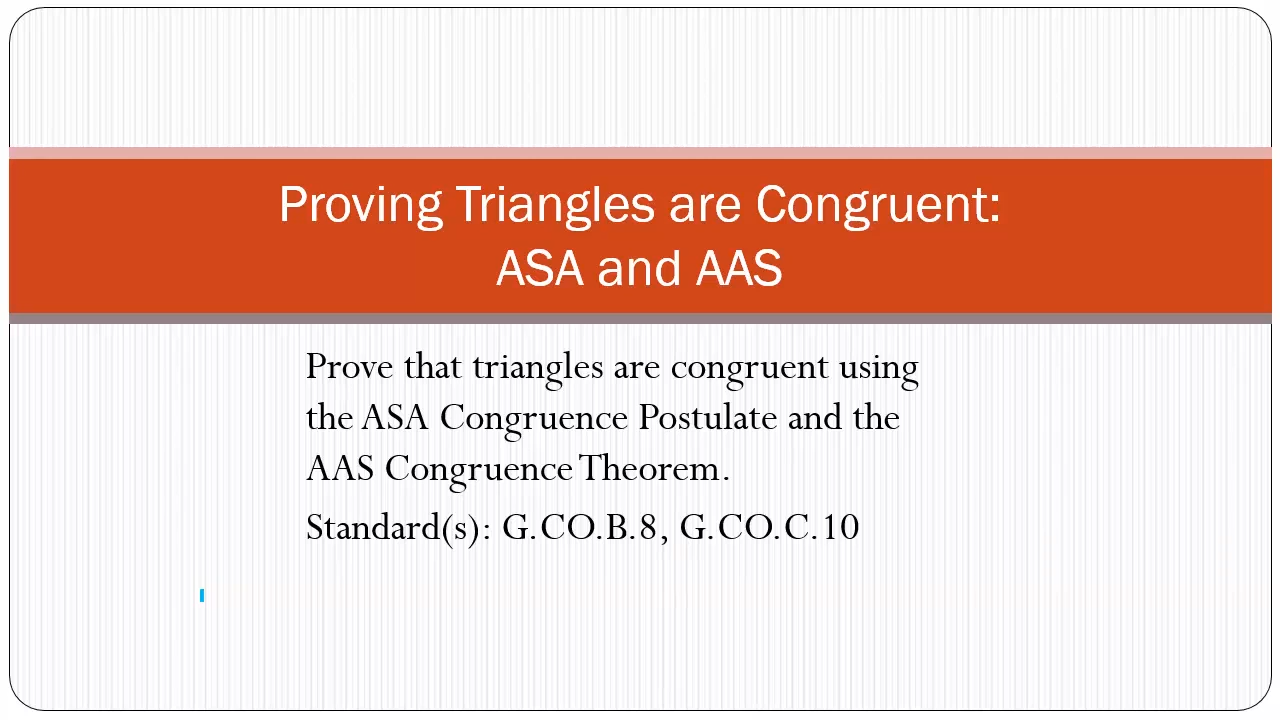 Proving Triangles are Congruent:
ASA and AAS
Prove that triangles are congruent using
the ASA Congruence Postulate and the
AAS Congruence Theorem.
Standard(s): G.CO.B.8, G.CO.C.10